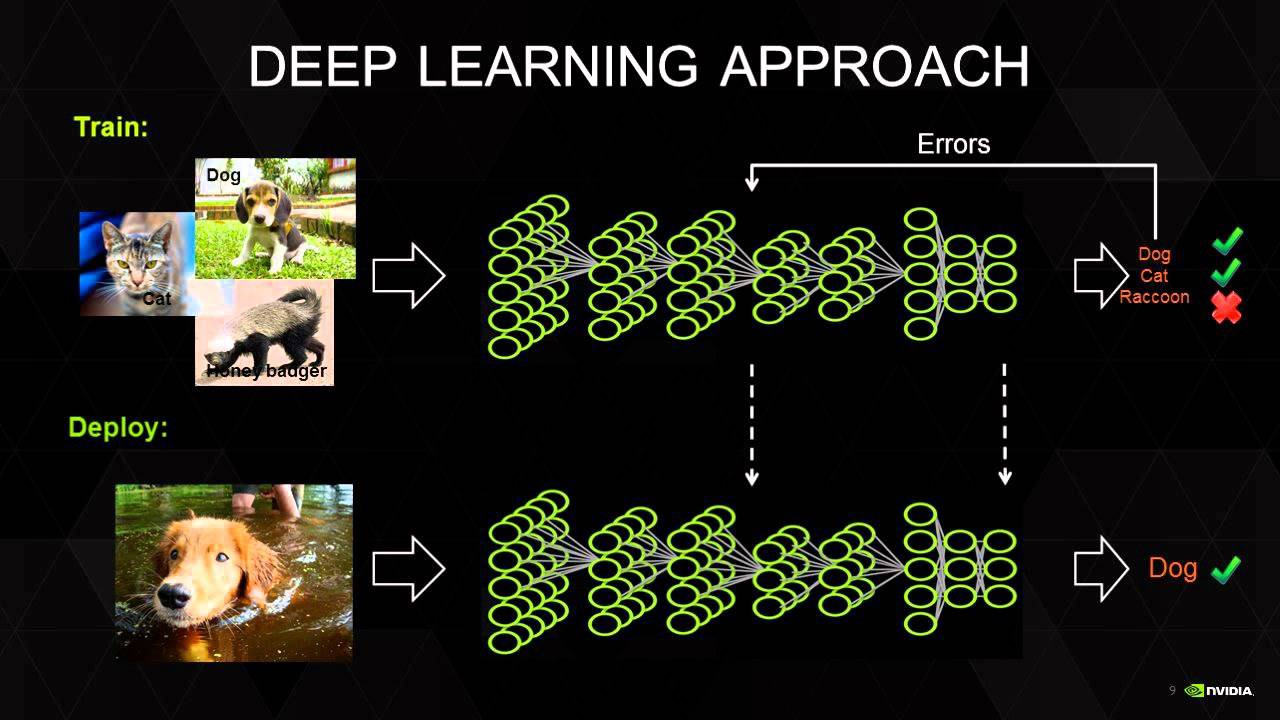 DEEP LEARNING APPROACH
Train:
Errors
Dog
Cat
Honey badger
Dog
Cat
Raccoon
Deploy:
Dog
9 NVIDIA.